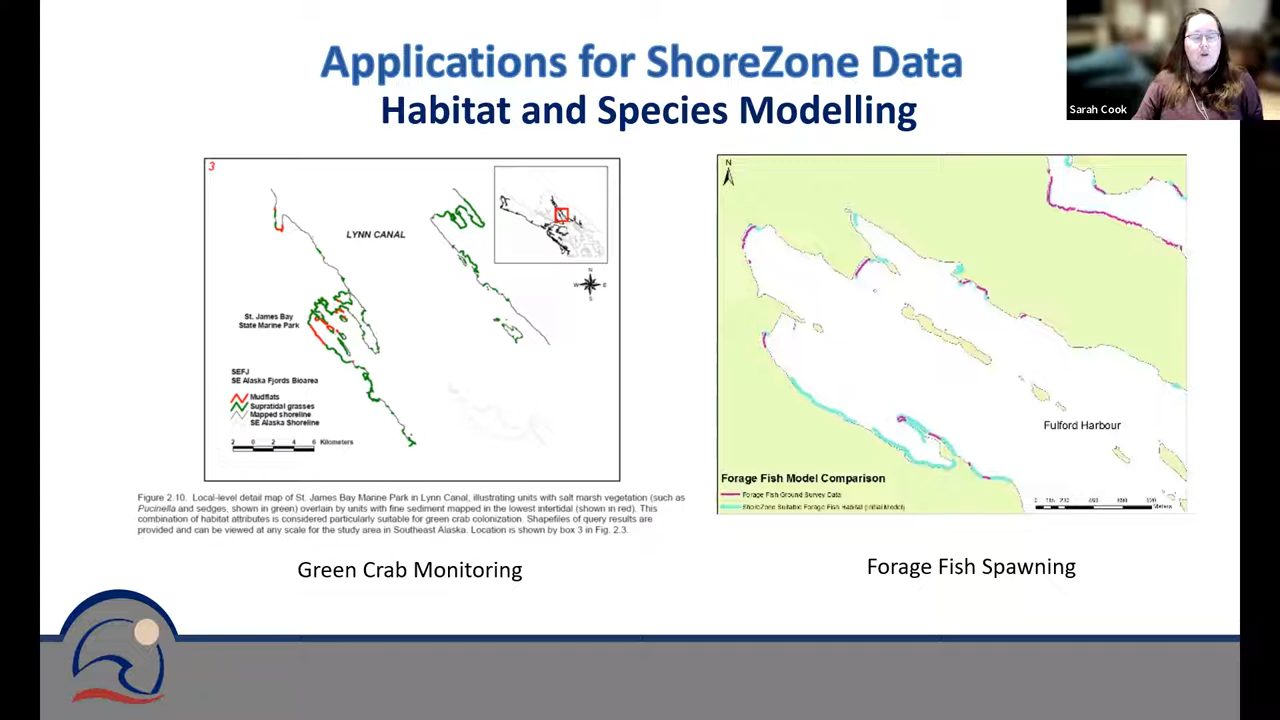 Applications for ShoreZone Data
Habitat and Species Modelling
Sarah Cook
3
LYNN CANAL
N
W E
S
St. James Bay
State Marine Park
SEFJ
SE Alaska Fjords Bioarea
Mudflats
Supratidal grasses
Mapped shoreline
SE Alaska Shoreline
2 0 2 4 6 Kilometers
Figure 2.10. Local-level detail map of St. James Bay Marine Park in Lynn Canal, illustrating units with salt marsh vegetation (such as
Pucinella and sedges, shown in green) overlain by units with fine sediment mapped in the lowest intertidal (shown in red). This
combination of habitat attributes is considered particularly suitable for green crab colonization. Shapefiles of query results are
provided and can be viewed at any scale for the study area in Southeast Alaska. Location is shown by box 3 in Fig. 2.3.
Green Crab Monitoring
N
Fulford Harbour
Forage Fish Model Comparison
Forage Fish Ground Survey Data
ShoreZone Suitable Forage Fish Habitat (Initial Model)
Meters
Forage Fish Spawning